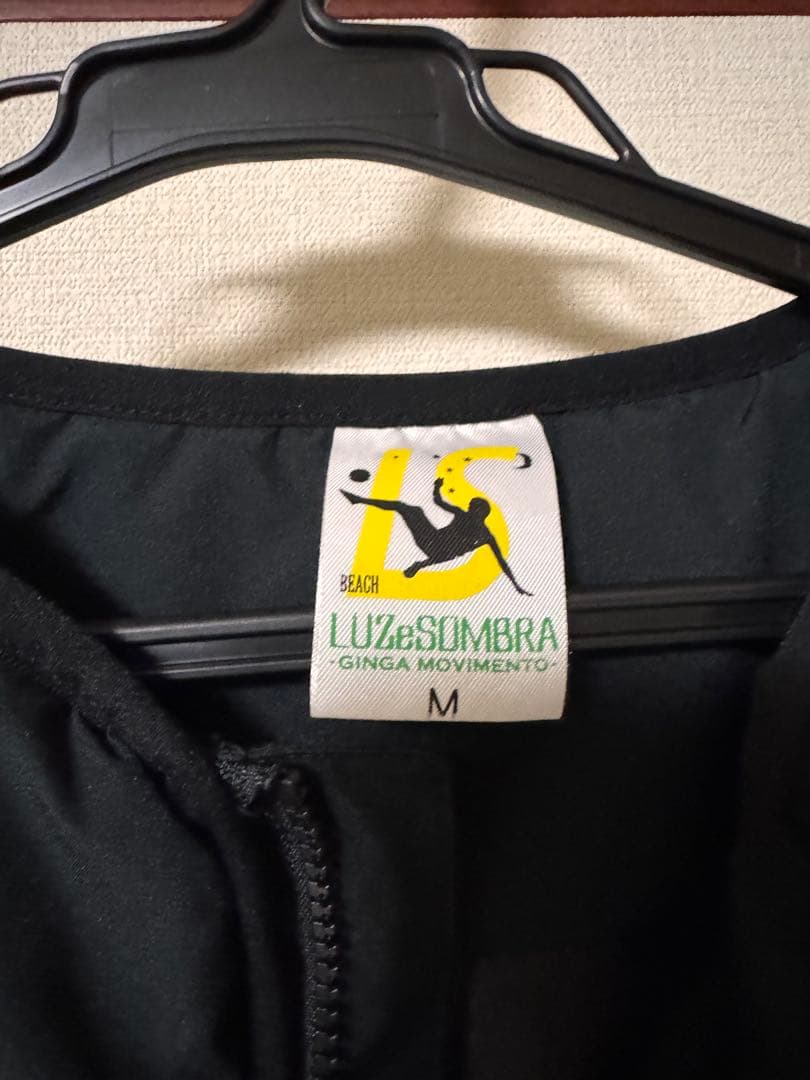 LS
BEACH
LUZeSOMBRA
-GINGA MOVIMENTO-
M